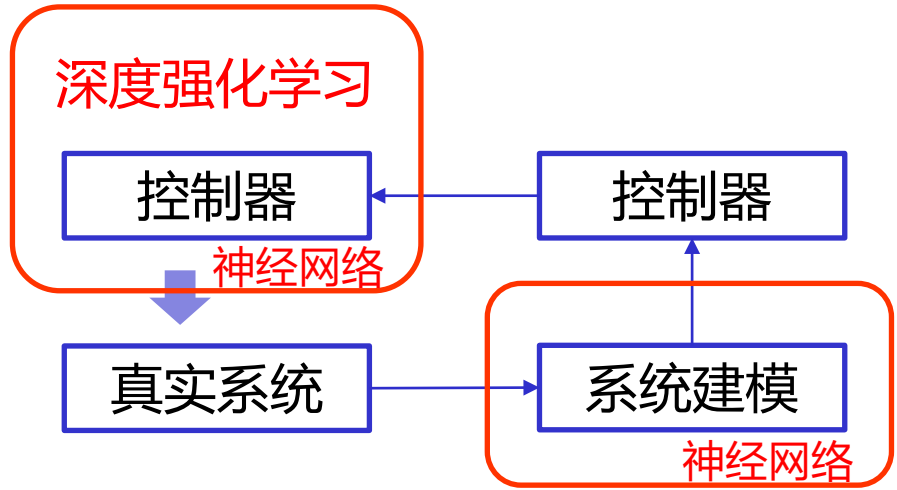 深度强化学习
控制器
控制器
神经网络
真实系统
系统建模
神经网络